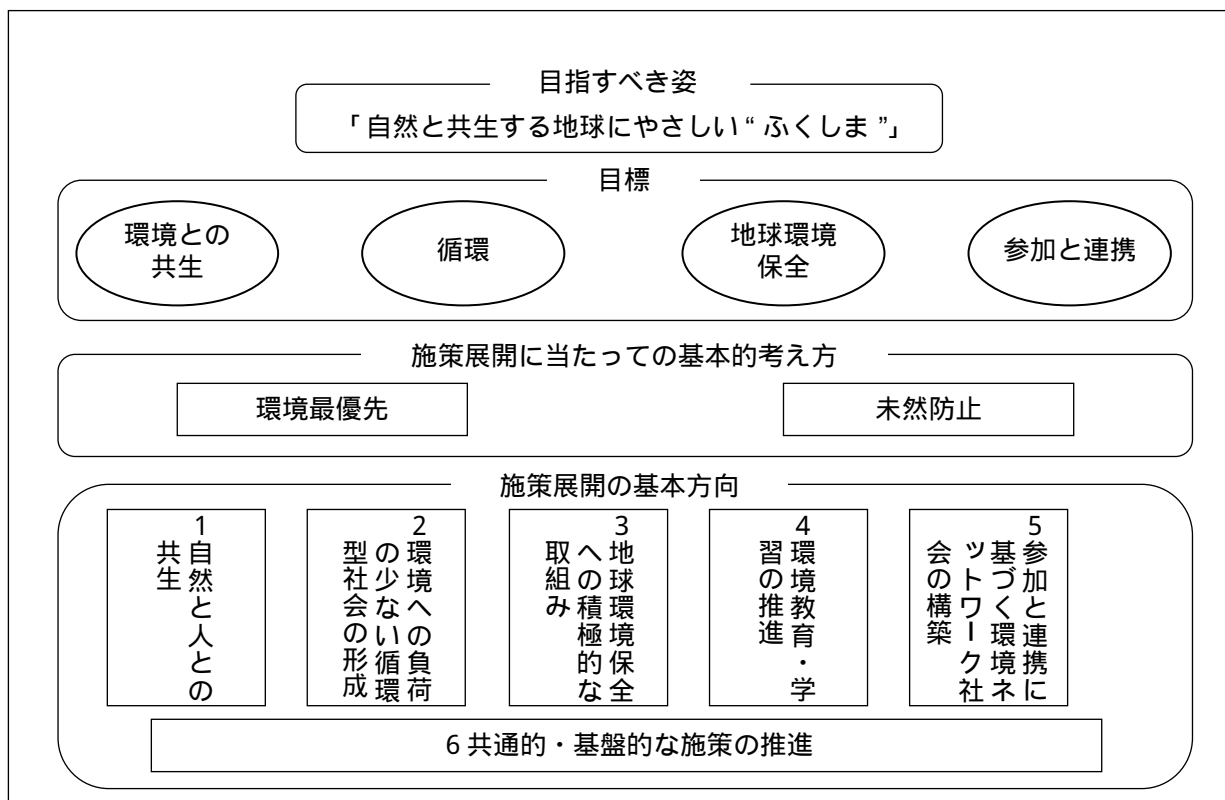 目指すべき姿
「自然と共生する地球にやさしい“ふくしま”」
目標
環境との
共生
循環
地球環境
保全
参加と連携
施策展開に当たっての基本的考え方
環境最優先
未然防止
施策展開の基本方向
1
自然と人との
共生
2
環境への負荷
の少ない循環
型社会の形成
3
地球環境保全
への積極的な
取組み
4
環境教育・学
習の推進
5
参加と連携に
基づく環境ネ
ットワーク社
会の構築
6 共通的・基盤的な施策の推進